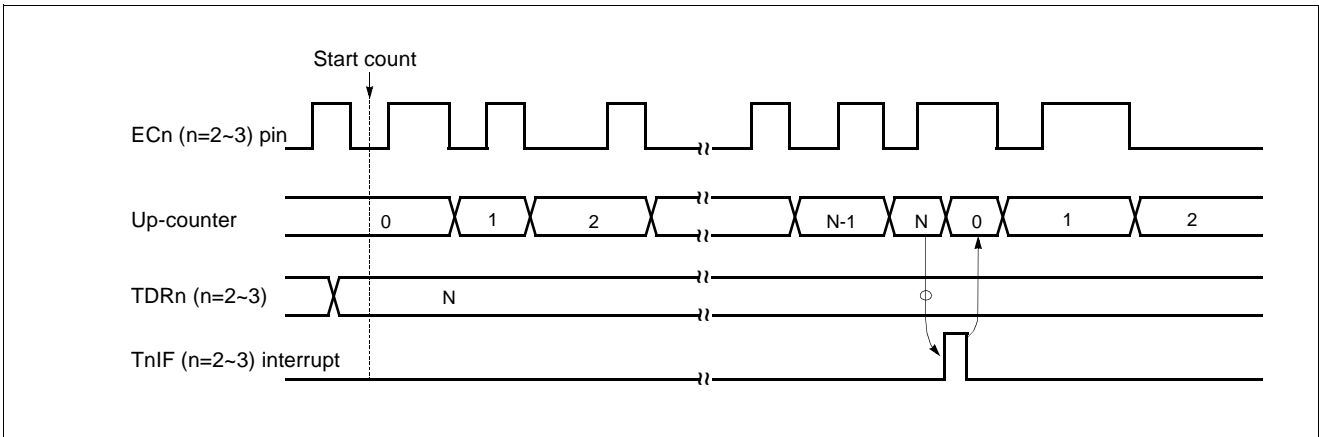 Start count
ECn (n=2~3) pin
Up-counter
0 1 2 N-1 N 0 1 2
TDRn (n=2~3)
N
TnIF (n=2~3) interrupt